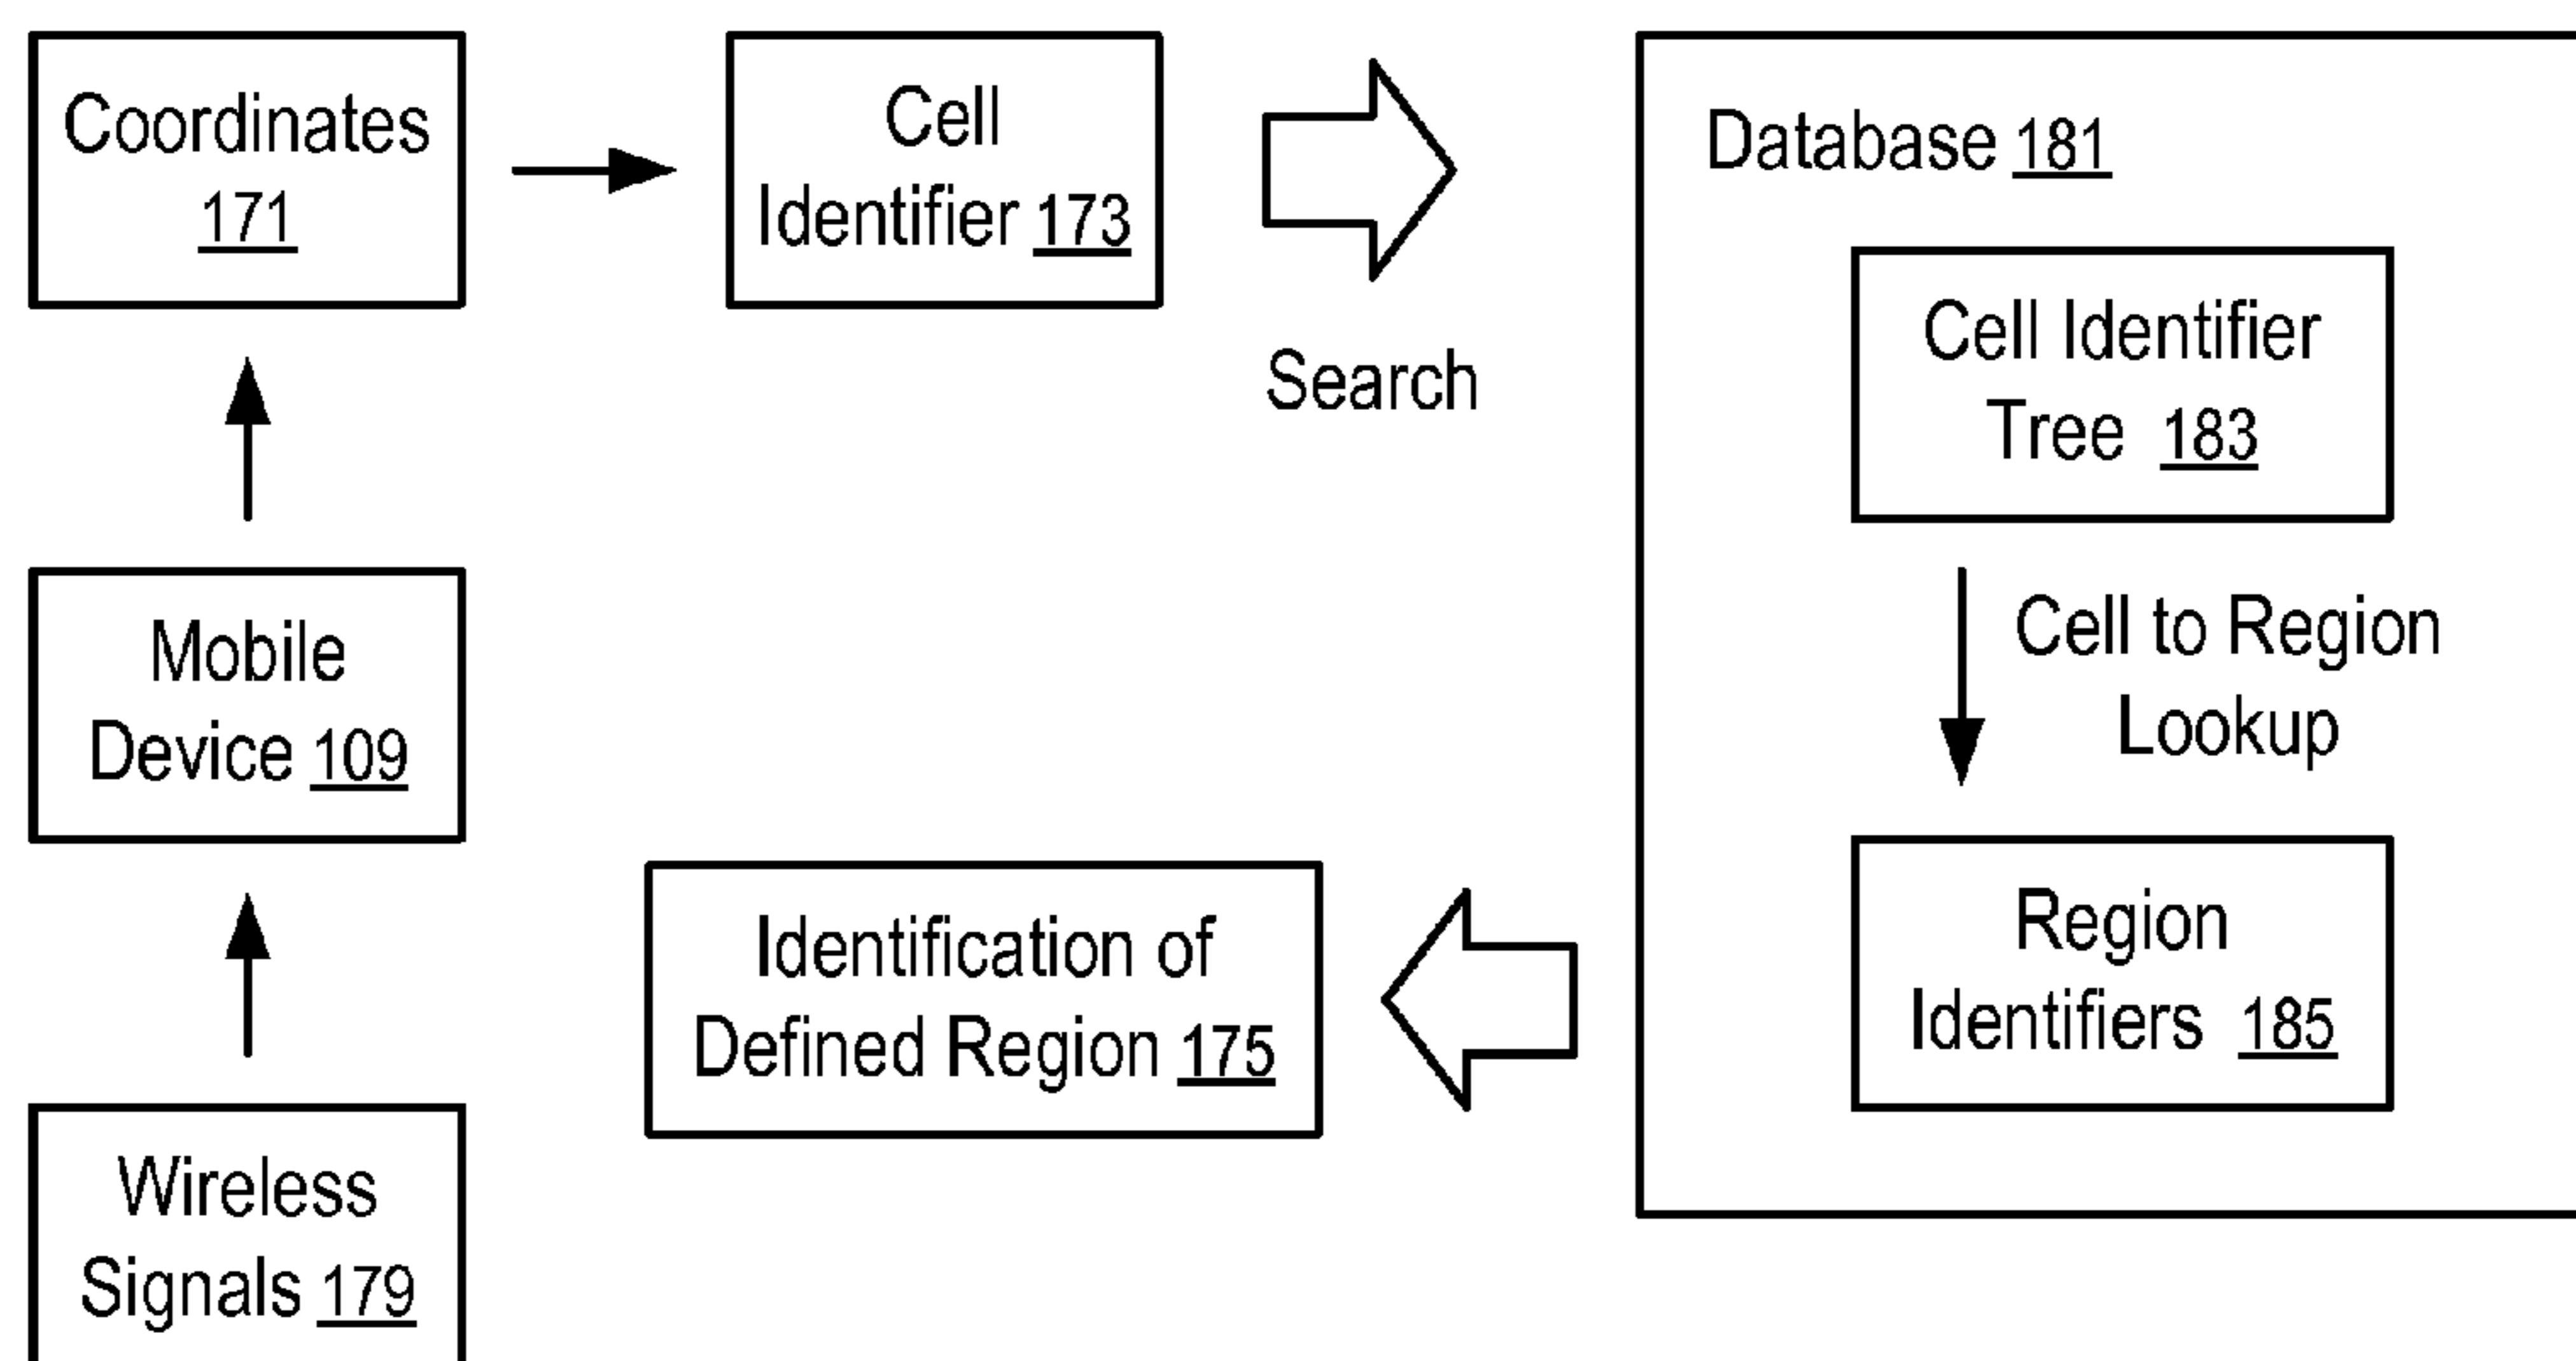 Coordinates
171
Cell
Identifier 173
Search
Database 181
Cell Identifier
Tree 183
Cell to Region
Lookup
Region
Identifiers 185
Mobile
Device 109
Identification of
Defined Region 175
Wireless
Signals 179